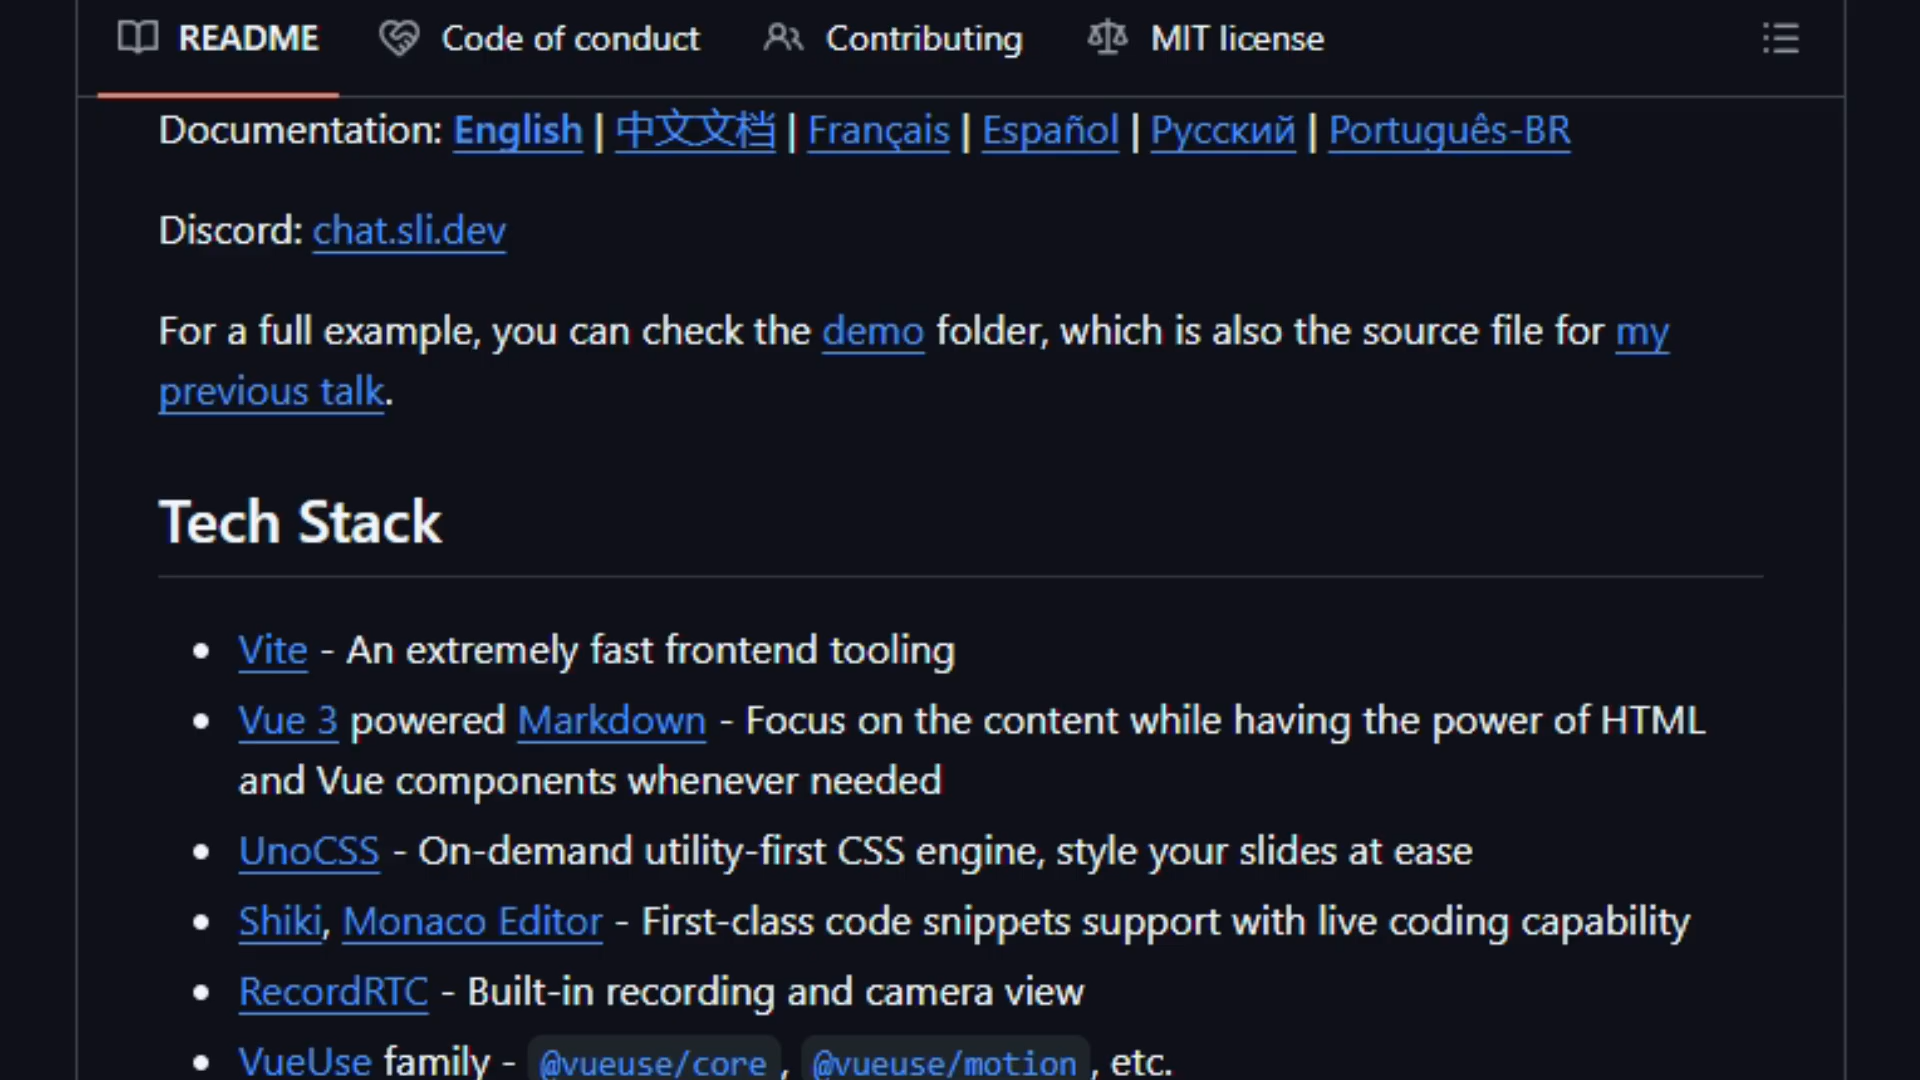 README Code of conduct Contributing MIT license
Documentation: English | 中文文档 | Français | Español | Русский | Português-BR
Discord: chat.sli.dev
For a full example, you can check the demo folder, which is also the source file for my
previous talk.
Tech Stack
• Vite - An extremely fast frontend tooling
• Vue 3 powered Markdown - Focus on the content while having the power of HTML
and Vue components whenever needed
• UnoCSS - On-demand utility-first CSS engine, style your slides at ease
• Shiki, Monaco Editor - First-class code snippets support with live coding capability
• RecordRTC - Built-in recording and camera view
• VueUse family - @vueuse/core, @vueuse/motion, etc.